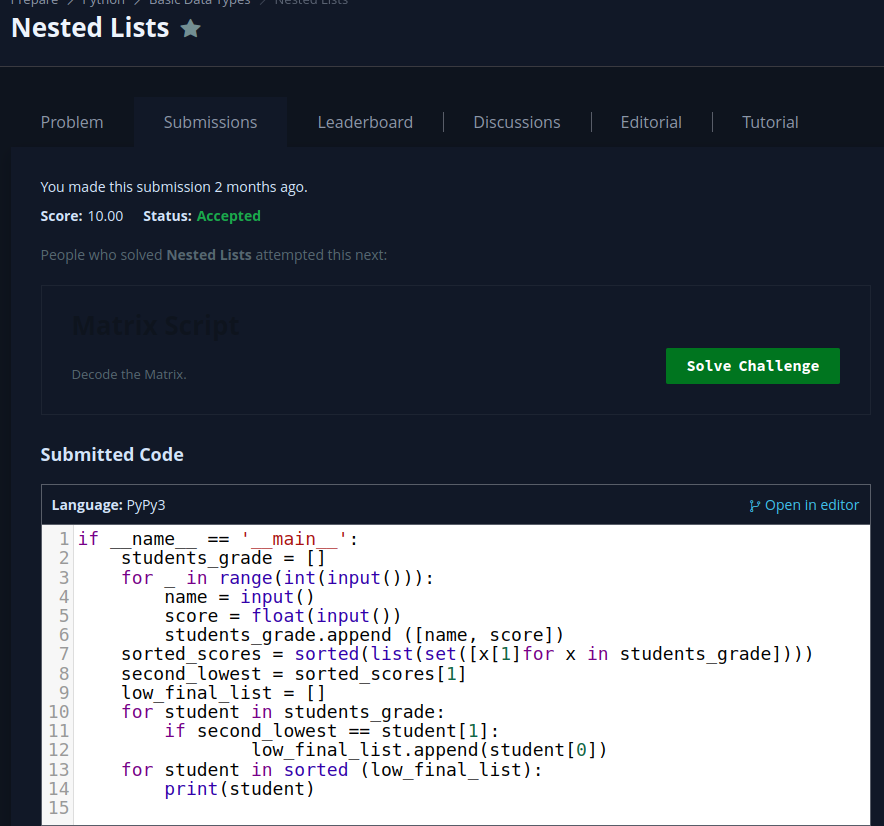 Prepare > Python > Basic Data Types > Nested Lists
Nested Lists
Problem Submissions Leaderboard Discussions Editorial Tutorial
You made this submission 2 months ago.
Score: 10.00 Status: Accepted
People who solved Nested Lists attempted this next:
Matrix Script
Decode the Matrix.
Solve Challenge
Submitted Code
Language: PyPy3 Open in editor
1 if __name__ == '__main__':
2     students_grade = []
3     for _ in range(int(input())):
4         name = input()
5         score = float(input())
6         students_grade.append ([name, score])
7     sorted_scores = sorted(list(set([x[1]for x in students_grade])))
8     second_lowest = sorted_scores[1]
9     low_final_list = []
10     for student in students_grade:
11         if second_lowest == student[1]:
12                 low_final_list.append(student[0])
13     for student in sorted (low_final_list):
14         print(student)
15